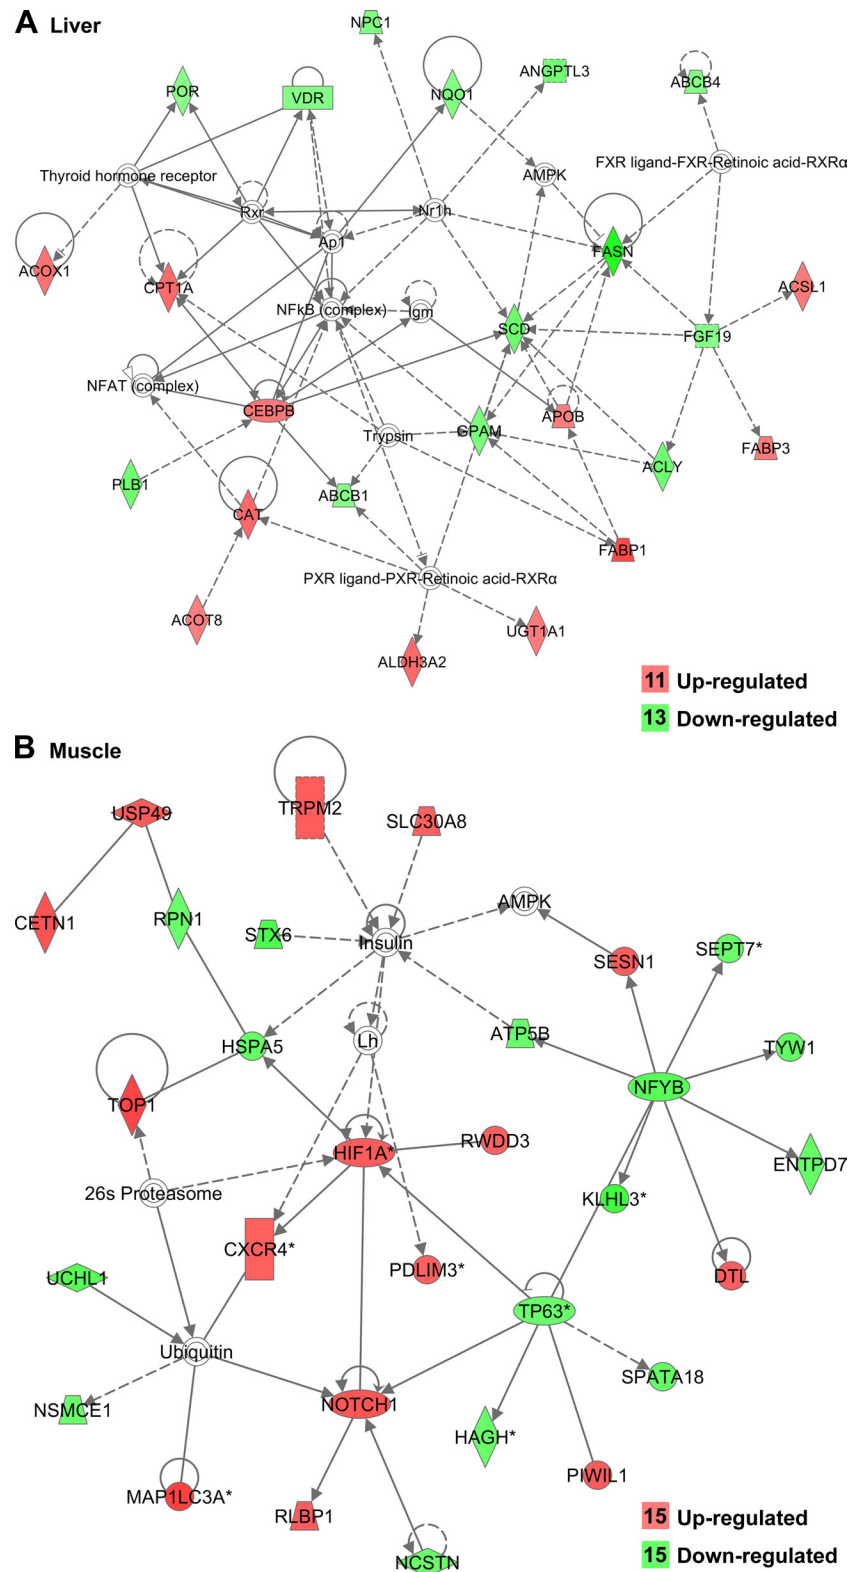 A Liver
NPC1
ANGPTL3
ABCB4
POR
VDR
NQO1
Thyroid hormone receptor
AMPK
FXR ligand-FXR-Retinoic acid-RXRα
Rxr
Nr1h
Ap1
FASN
ACOX1
CPT1A
ACSL1
NFkB (complex)
Igm
SCD
FGF19
NFAT (complex)
CEBPB
APOB
Trypsin
GPAM
FABP3
PLB1
ABCB1
ACLY
CAT
FABP1
PXR ligand-PXR-Retinoic acid-RXRα
ACOT8
UGT1A1
ALDH3A2
11 Up-regulated
13 Down-regulated
B Muscle
USP49
TRPM2
SLC30A8
AMPK
CETN1
RPN1
STX6
Insulin
SESN1
SEPT7*
HSPA5
Lh
ATP5B
TYW1
NFYB
TOP1
HIF1A*
RWDD3
ENTPD7
26s Proteasome
KLHL3*
CXCR4*
PDLIM3*
DTL
UCHL1
TP63*
Ubiquitin
SPATA18
NSMCE1
NOTCH1
HAGH*
PIWIL1
MAP1LC3A*
RLBP1
NCSTN
15 Up-regulated
15 Down-regulated